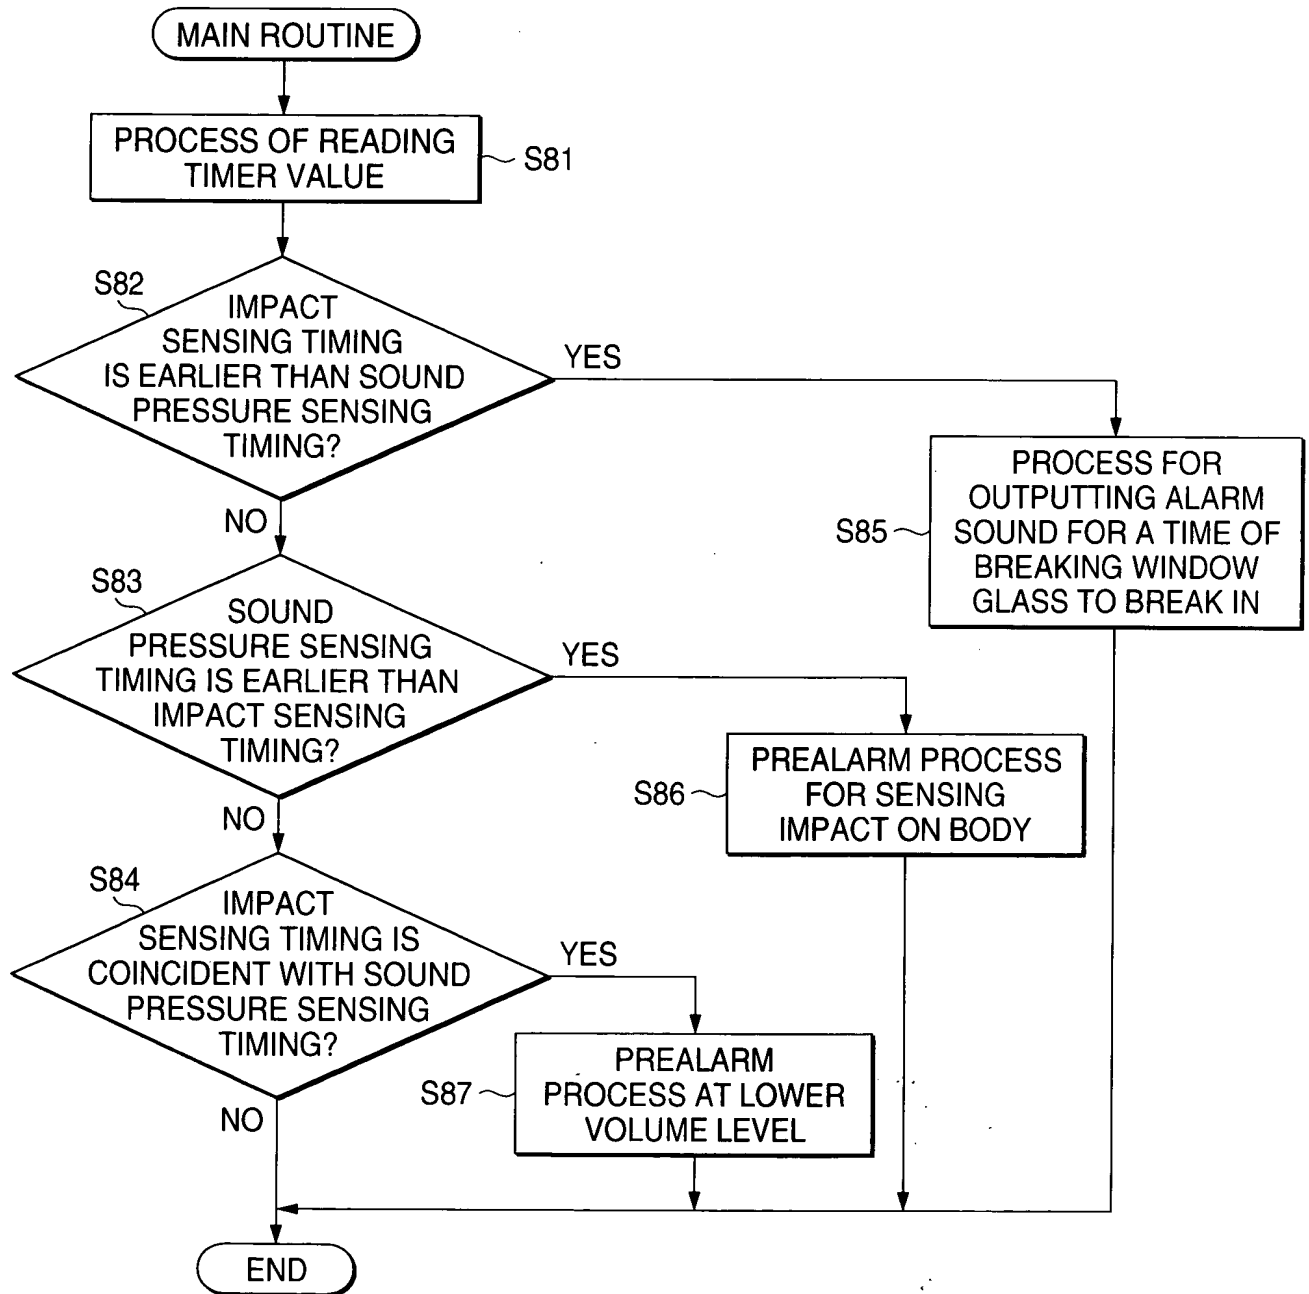 MAIN ROUTINE
PROCESS OF READING
TIMER VALUE
S81
S82
IMPACT
SENSING TIMING
IS EARLIER THAN SOUND
PRESSURE SENSING
TIMING?
YES
NO
PROCESS FOR
OUTPUTTING ALARM
SOUND FOR A TIME OF
BREAKING WINDOW
GLASS TO BREAK IN
S85
S83
SOUND
PRESSURE SENSING
TIMING IS EARLIER THAN
IMPACT SENSING
TIMING?
YES
NO
PREALARM PROCESS
FOR SENSING
IMPACT ON BODY
S86
S84
IMPACT
SENSING TIMING IS
COINCIDENT WITH SOUND
PRESSURE SENSING
TIMING?
YES
NO
PREALARM
PROCESS AT LOWER
VOLUME LEVEL
S87
END